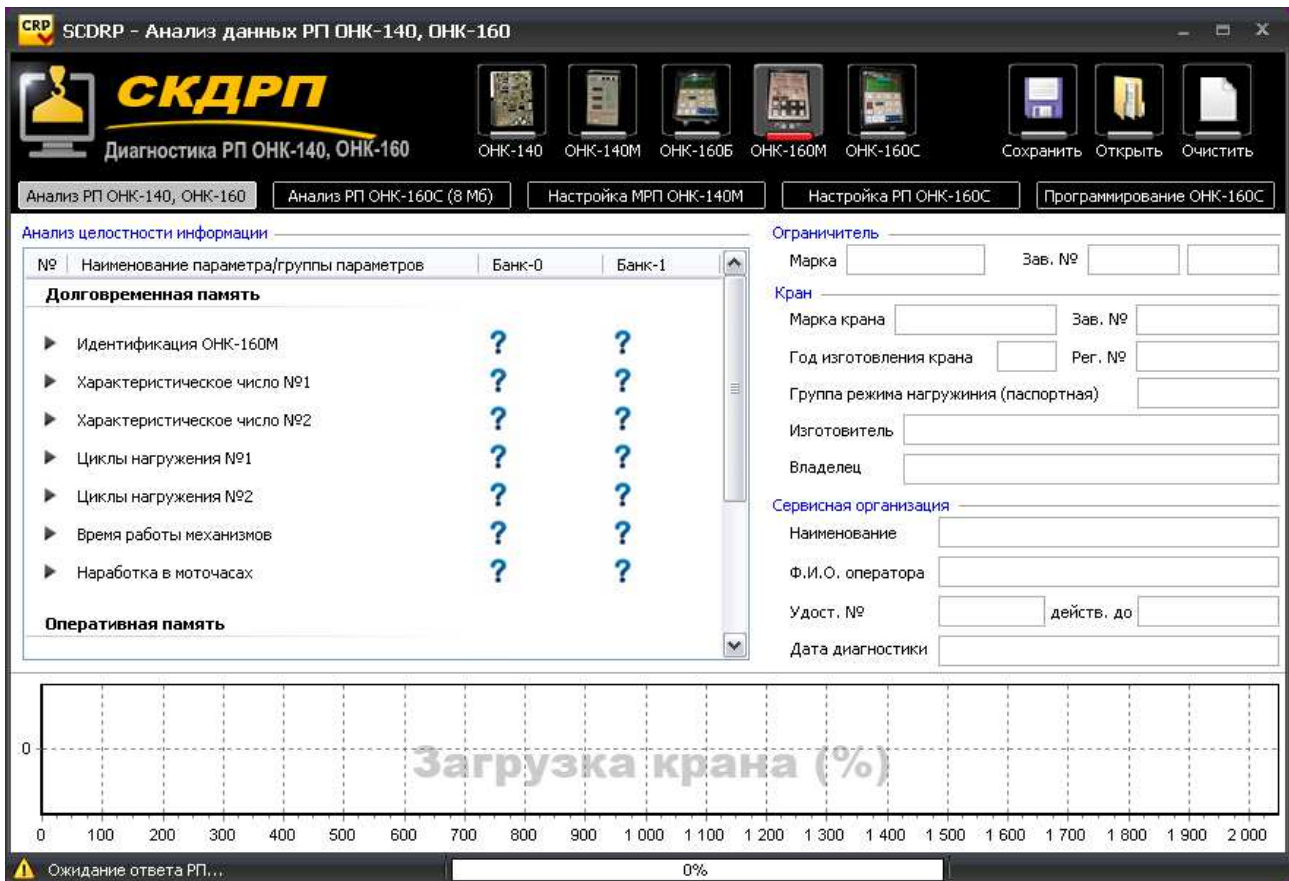 CRP SCDRP - Анализ данных РП ОНК-140, ОНК-160
СКДРП
Диагностика РП ОНК-140, ОНК-160
ОНК-140 ОНК-140М ОНК-160Б ОНК-160М ОНК-160С Сохранить Открыть Очистить
Анализ РП ОНК-140, ОНК-160 Анализ РП ОНК-160С (8 Мб) Настройка МРП ОНК-140М Настройка РП ОНК-160С Программирование ОНК-160С
Анализ целостности информации
№ Наименование параметра/группы параметров Банк-0 Банк-1
Долговременная память
Идентификация ОНК-160М ? ?
Характеристическое число №1 ? ?
Характеристическое число №2 ? ?
Циклы нагружения №1 ? ?
Циклы нагружения №2 ? ?
Время работы механизмов ? ?
Наработка в моточасах ? ?
Оперативная память
Ограничитель
Марка Зав. №
Кран
Марка крана Зав. №
Год изготовления крана Рег. №
Группа режима нагружиния (паспортная)
Изготовитель
Владелец
Сервисная организация
Наименование
Ф.И.О. оператора
Удост. № действ. до
Дата диагностики
0
Загрузка крана (%)
0 100 200 300 400 500 600 700 800 900 1 000 1 100 1 200 1 300 1 400 1 500 1 600 1 700 1 800 1 900 2 000
Ожидание ответа РП... 0%